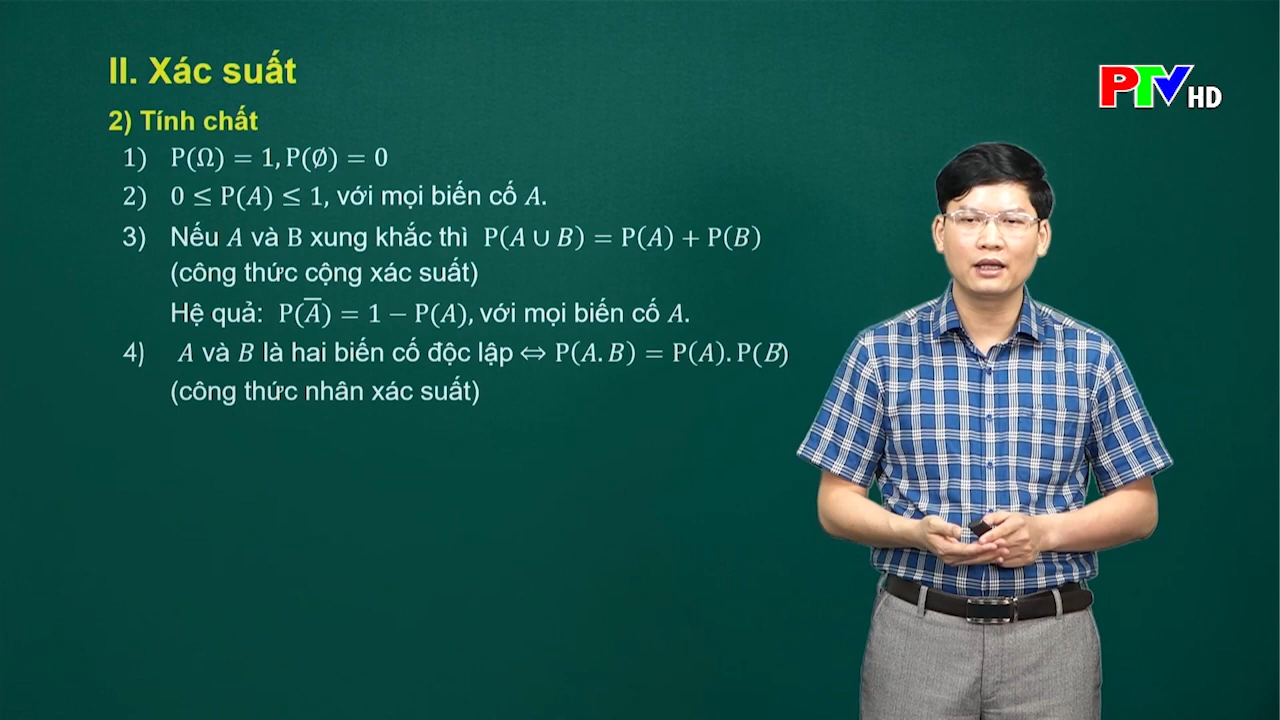 II. Xác suất
PTV HD
2) Tính chất
1) P(Ω) = 1, P(∅) = 0
2) 0 ≤ P(A) ≤ 1, với mọi biến cố A.
3) Nếu A và B xung khắc thì P(A ∪ B) = P(A) + P(B)
(công thức cộng xác suất)
Hệ quả: P(A̅) = 1 − P(A), với mọi biến cố A.
4) A và B là hai biến cố độc lập ⇔ P(A.B) = P(A).P(B)
(công thức nhân xác suất)